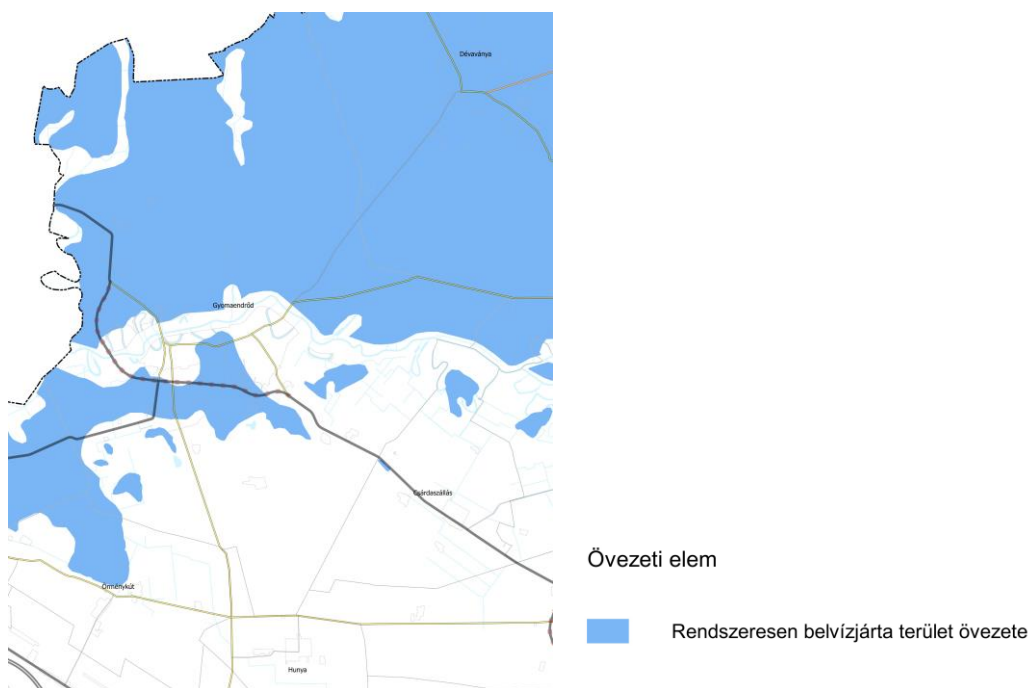 Dévaványa
Gyomaendrőd
Csárdaszállás
Örménykút
Hunya
Övezeti elem
Rendszeresen belvízjárta terület övezete